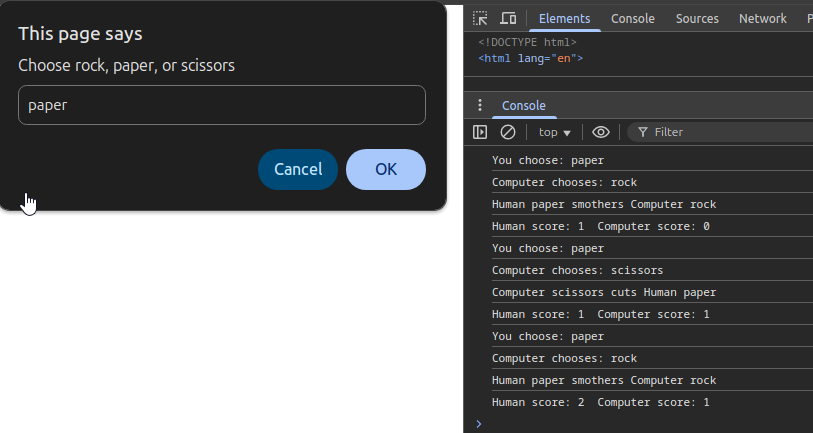 This page says
Choose rock, paper, or scissors
paper
Cancel OK
Elements Console Sources Network
<!DOCTYPE html>
<html lang="en">
Console
top ▼ Filter
You choose: paper
Computer chooses: rock
Human paper smothers Computer rock
Human score: 1  Computer score: 0
You choose: paper
Computer chooses: scissors
Computer scissors cuts Human paper
Human score: 1  Computer score: 1
You choose: paper
Computer chooses: rock
Human paper smothers Computer rock
Human score: 2  Computer score: 1